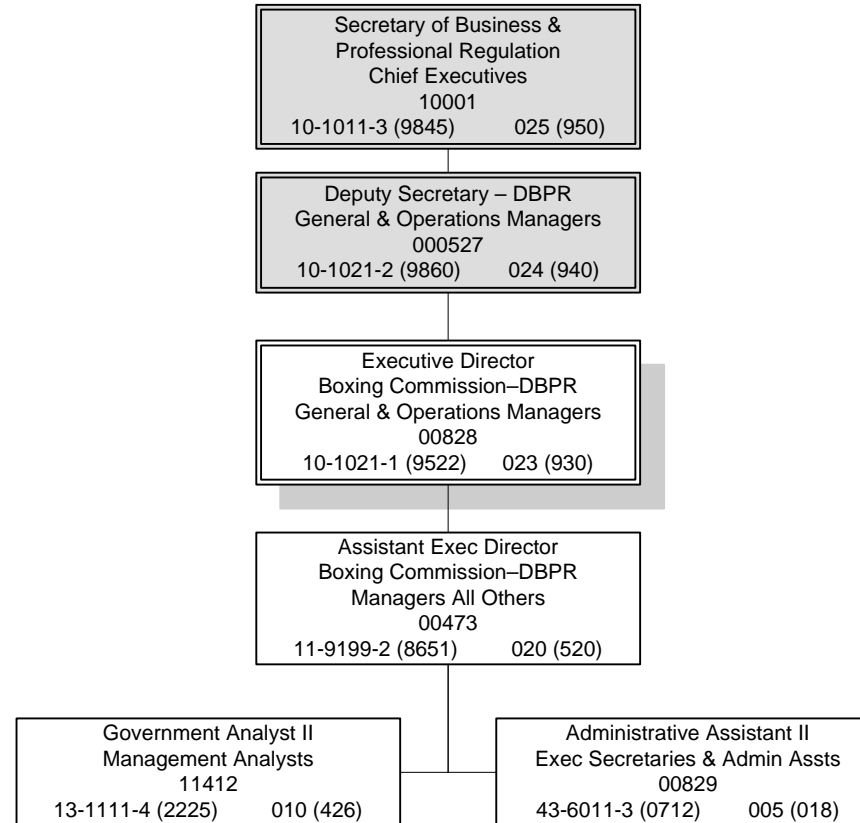 Secretary of Business &
Professional Regulation
Chief Executives
10001
10-1011-3 (9845) 025 (950)
Deputy Secretary – DBPR
General & Operations Managers
000527
10-1021-2 (9860) 024 (940)
Executive Director
Boxing Commission–DBPR
General & Operations Managers
00828
10-1021-1 (9522) 023 (930)
Assistant Exec Director
Boxing Commission–DBPR
Managers All Others
00473
11-9199-2 (8651) 020 (520)
Government Analyst II
Management Analysts
11412
13-1111-4 (2225) 010 (426)
Administrative Assistant II
Exec Secretaries & Admin Assts
00829
43-6011-3 (0712) 005 (018)